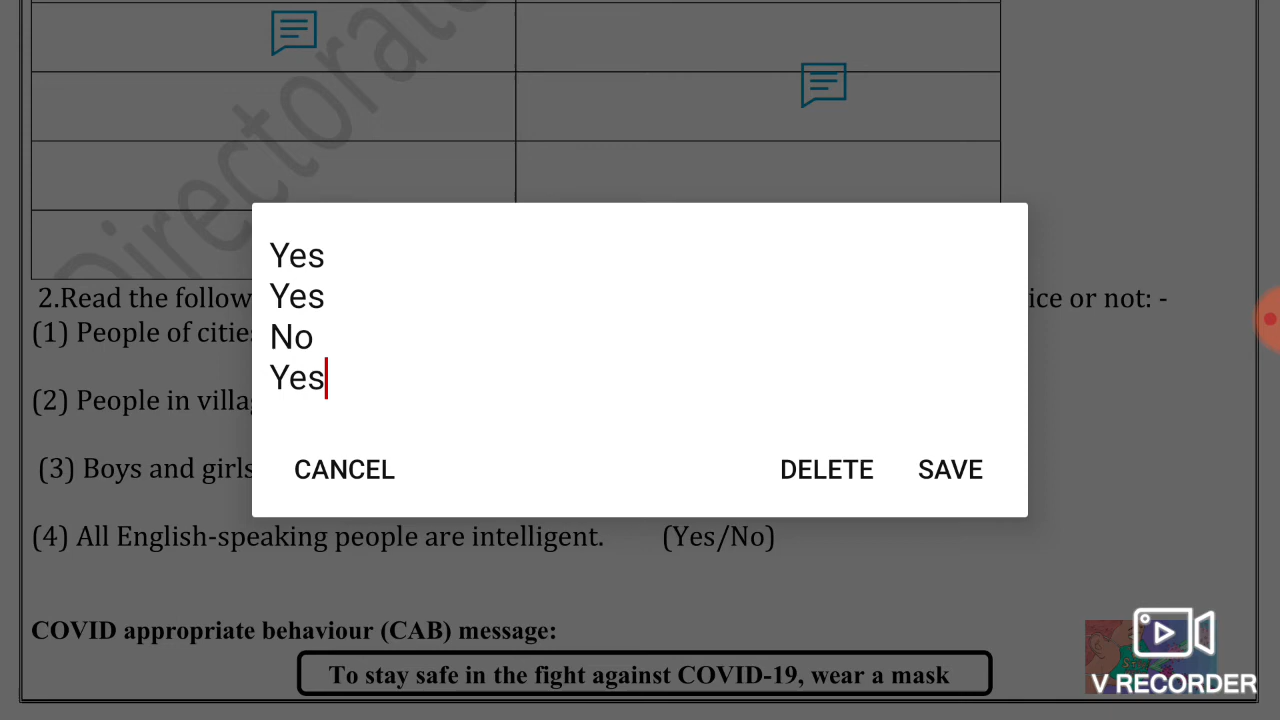 Directorat
Yes
Yes
No
Yes
CANCEL DELETE SAVE
2.Read the follow ice or not: -
(1) People of citie
(2) People in villa
(3) Boys and girls
(4) All English-speaking people are intelligent. (Yes/No)
COVID appropriate behaviour (CAB) message:
To stay safe in the fight against COVID-19, wear a mask
V RECORDER